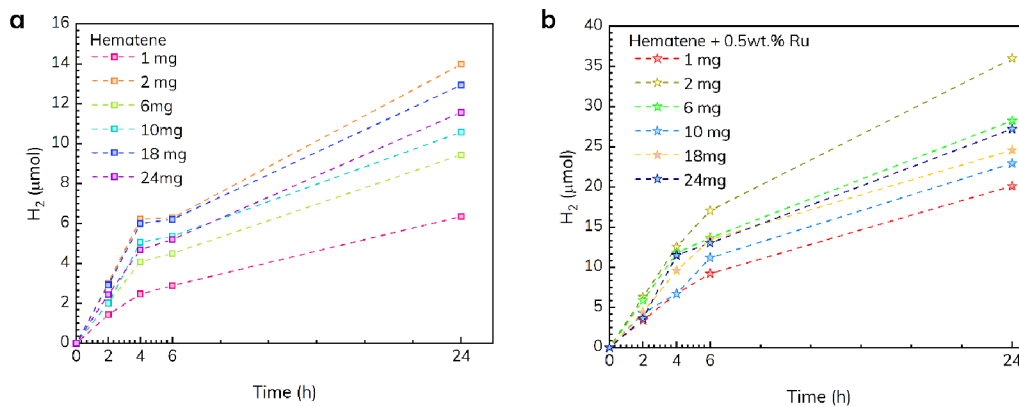 a
Hematene
1 mg
2 mg
6mg
10mg
18 mg
24mg
16
14
12
10
8
6
4
2
0
H2 (μmol)
0 2 4 6 24
Time (h)
b
Hematene + 0.5wt.% Ru
1 mg
2 mg
6 mg
10 mg
18mg
24mg
40
35
30
25
20
15
10
5
0
H2 (μmol)
0 2 4 6 24
Time (h)